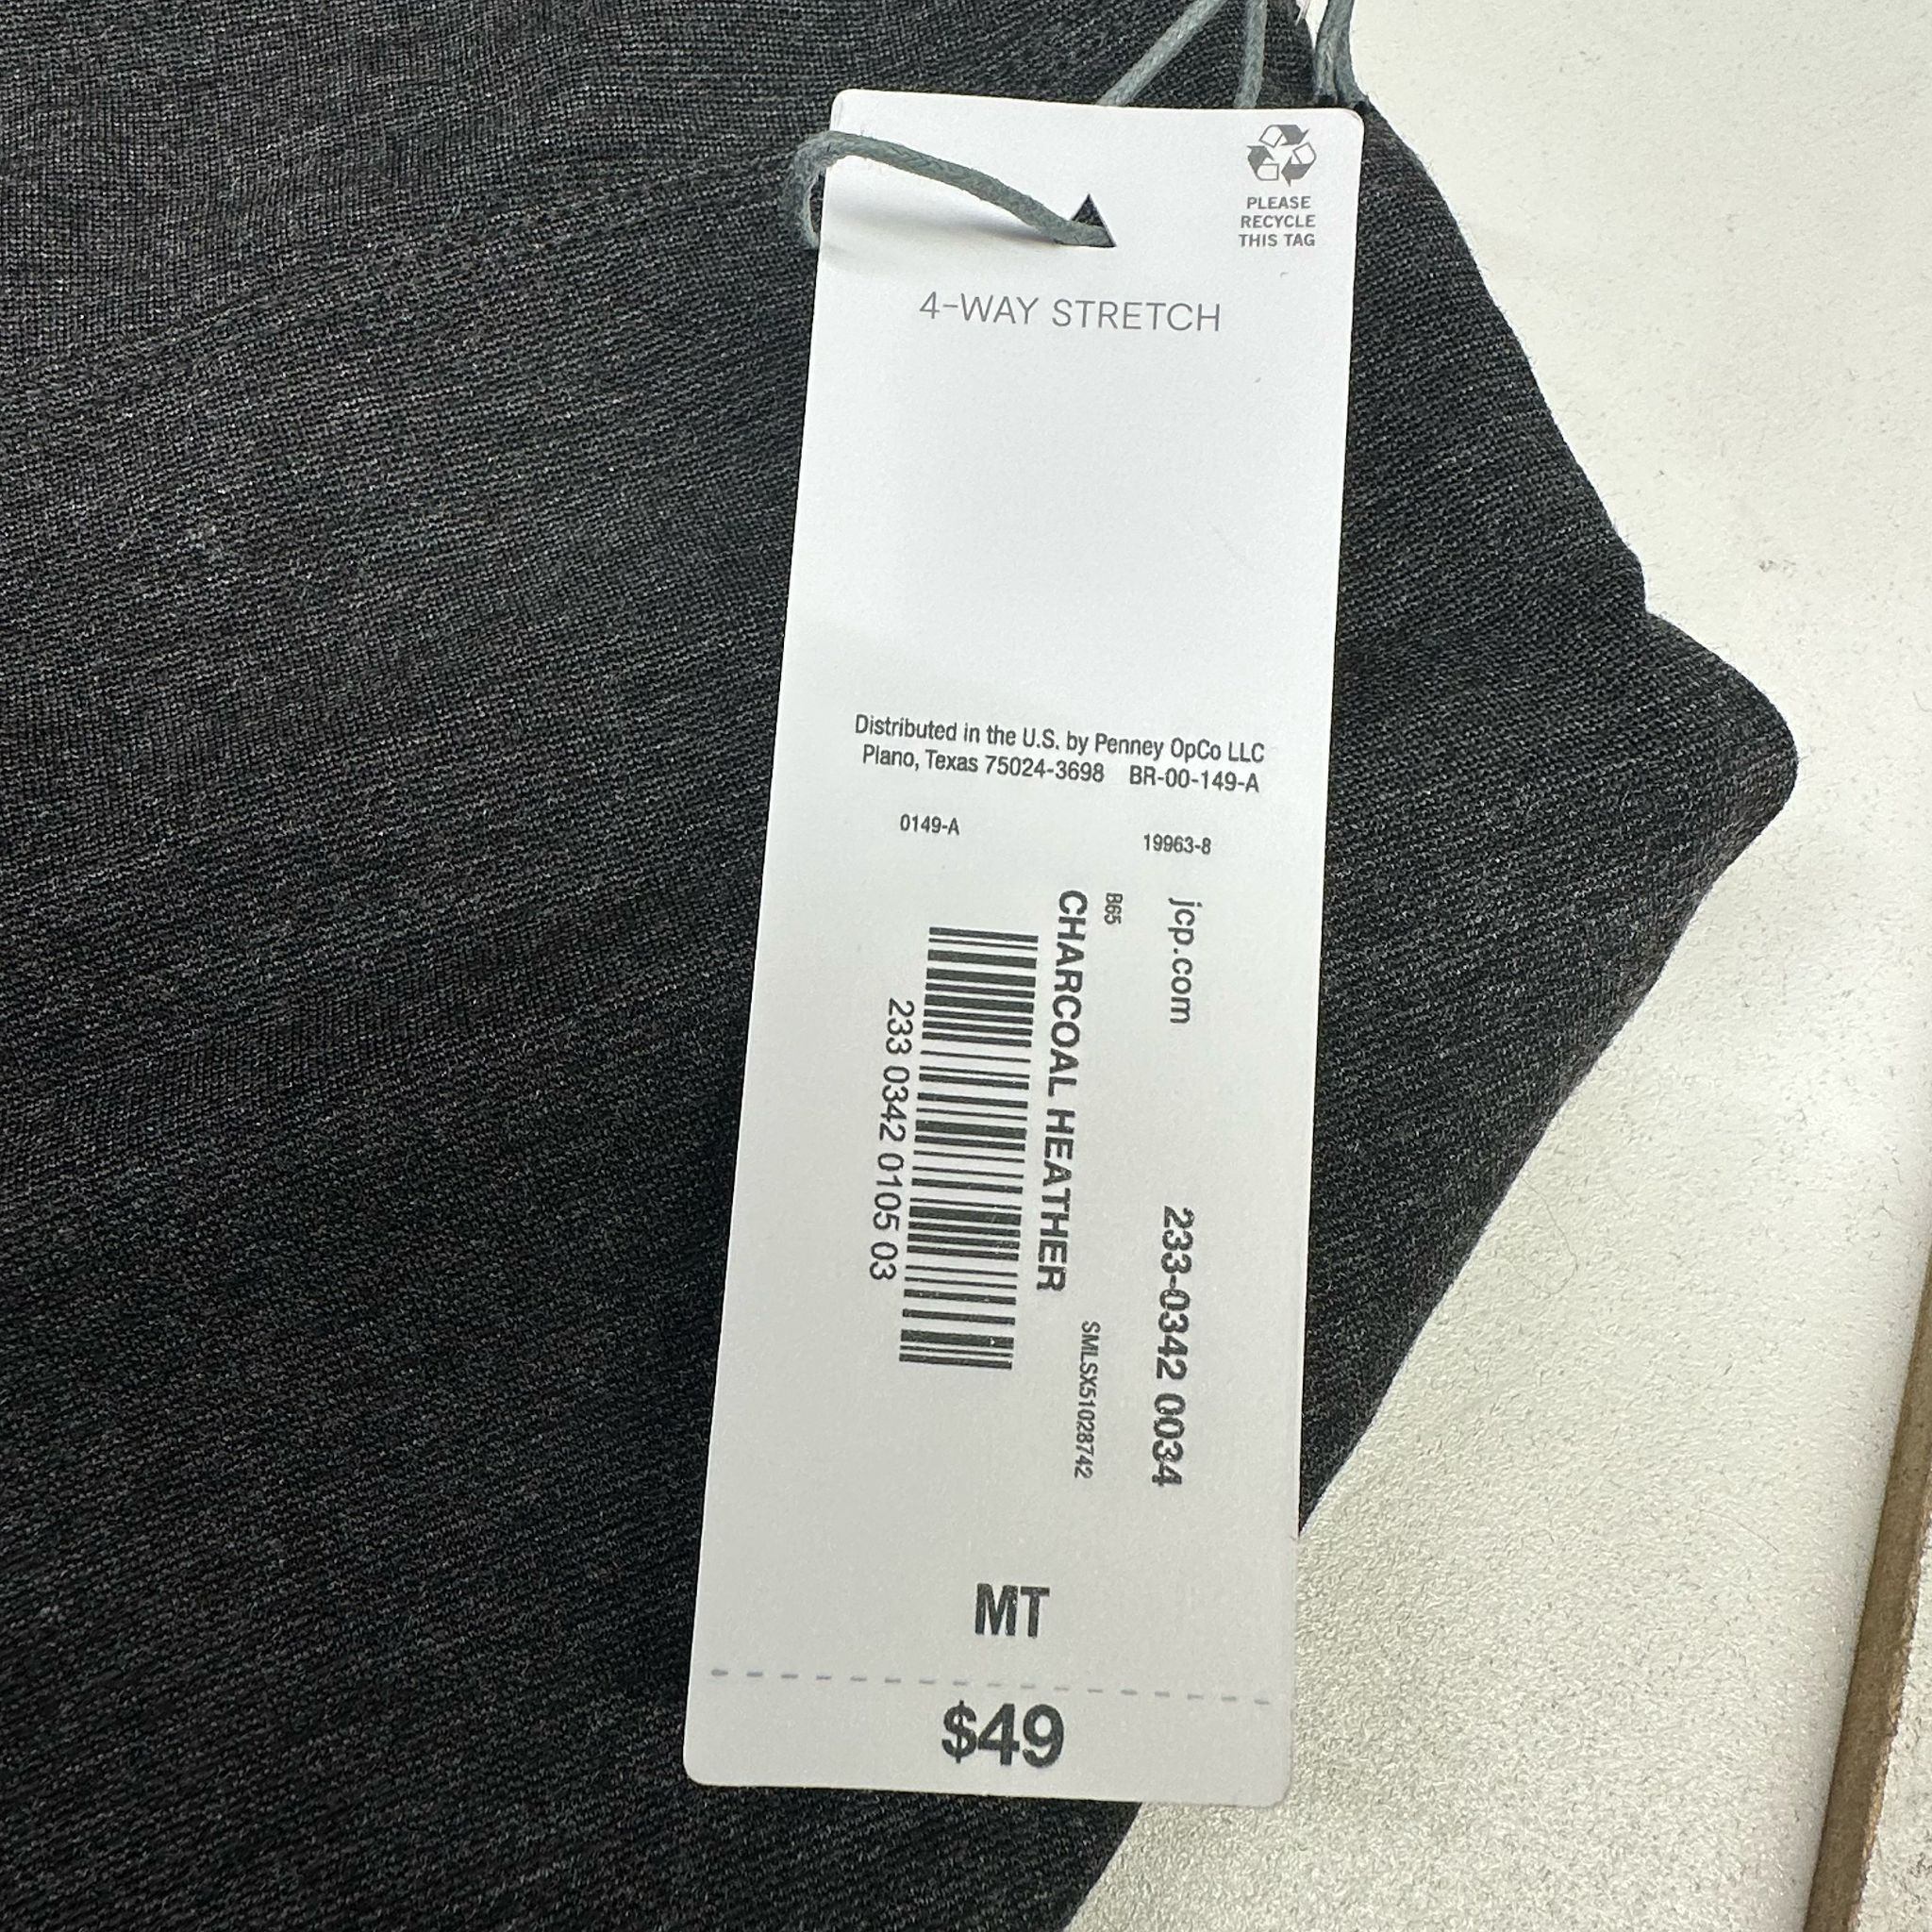 PLEASE
RECYCLE
THIS TAG
4-WAY STRETCH
Distributed in the U.S. by Penney OpCo LLC
Plano, Texas 75024-3698 BR-00-149-A
0149-A 19963-8
jcp.com 233-0342 0034
B65 SMLSX51028742
CHARCOAL HEATHER
233 0342 0105 03
MT
$49